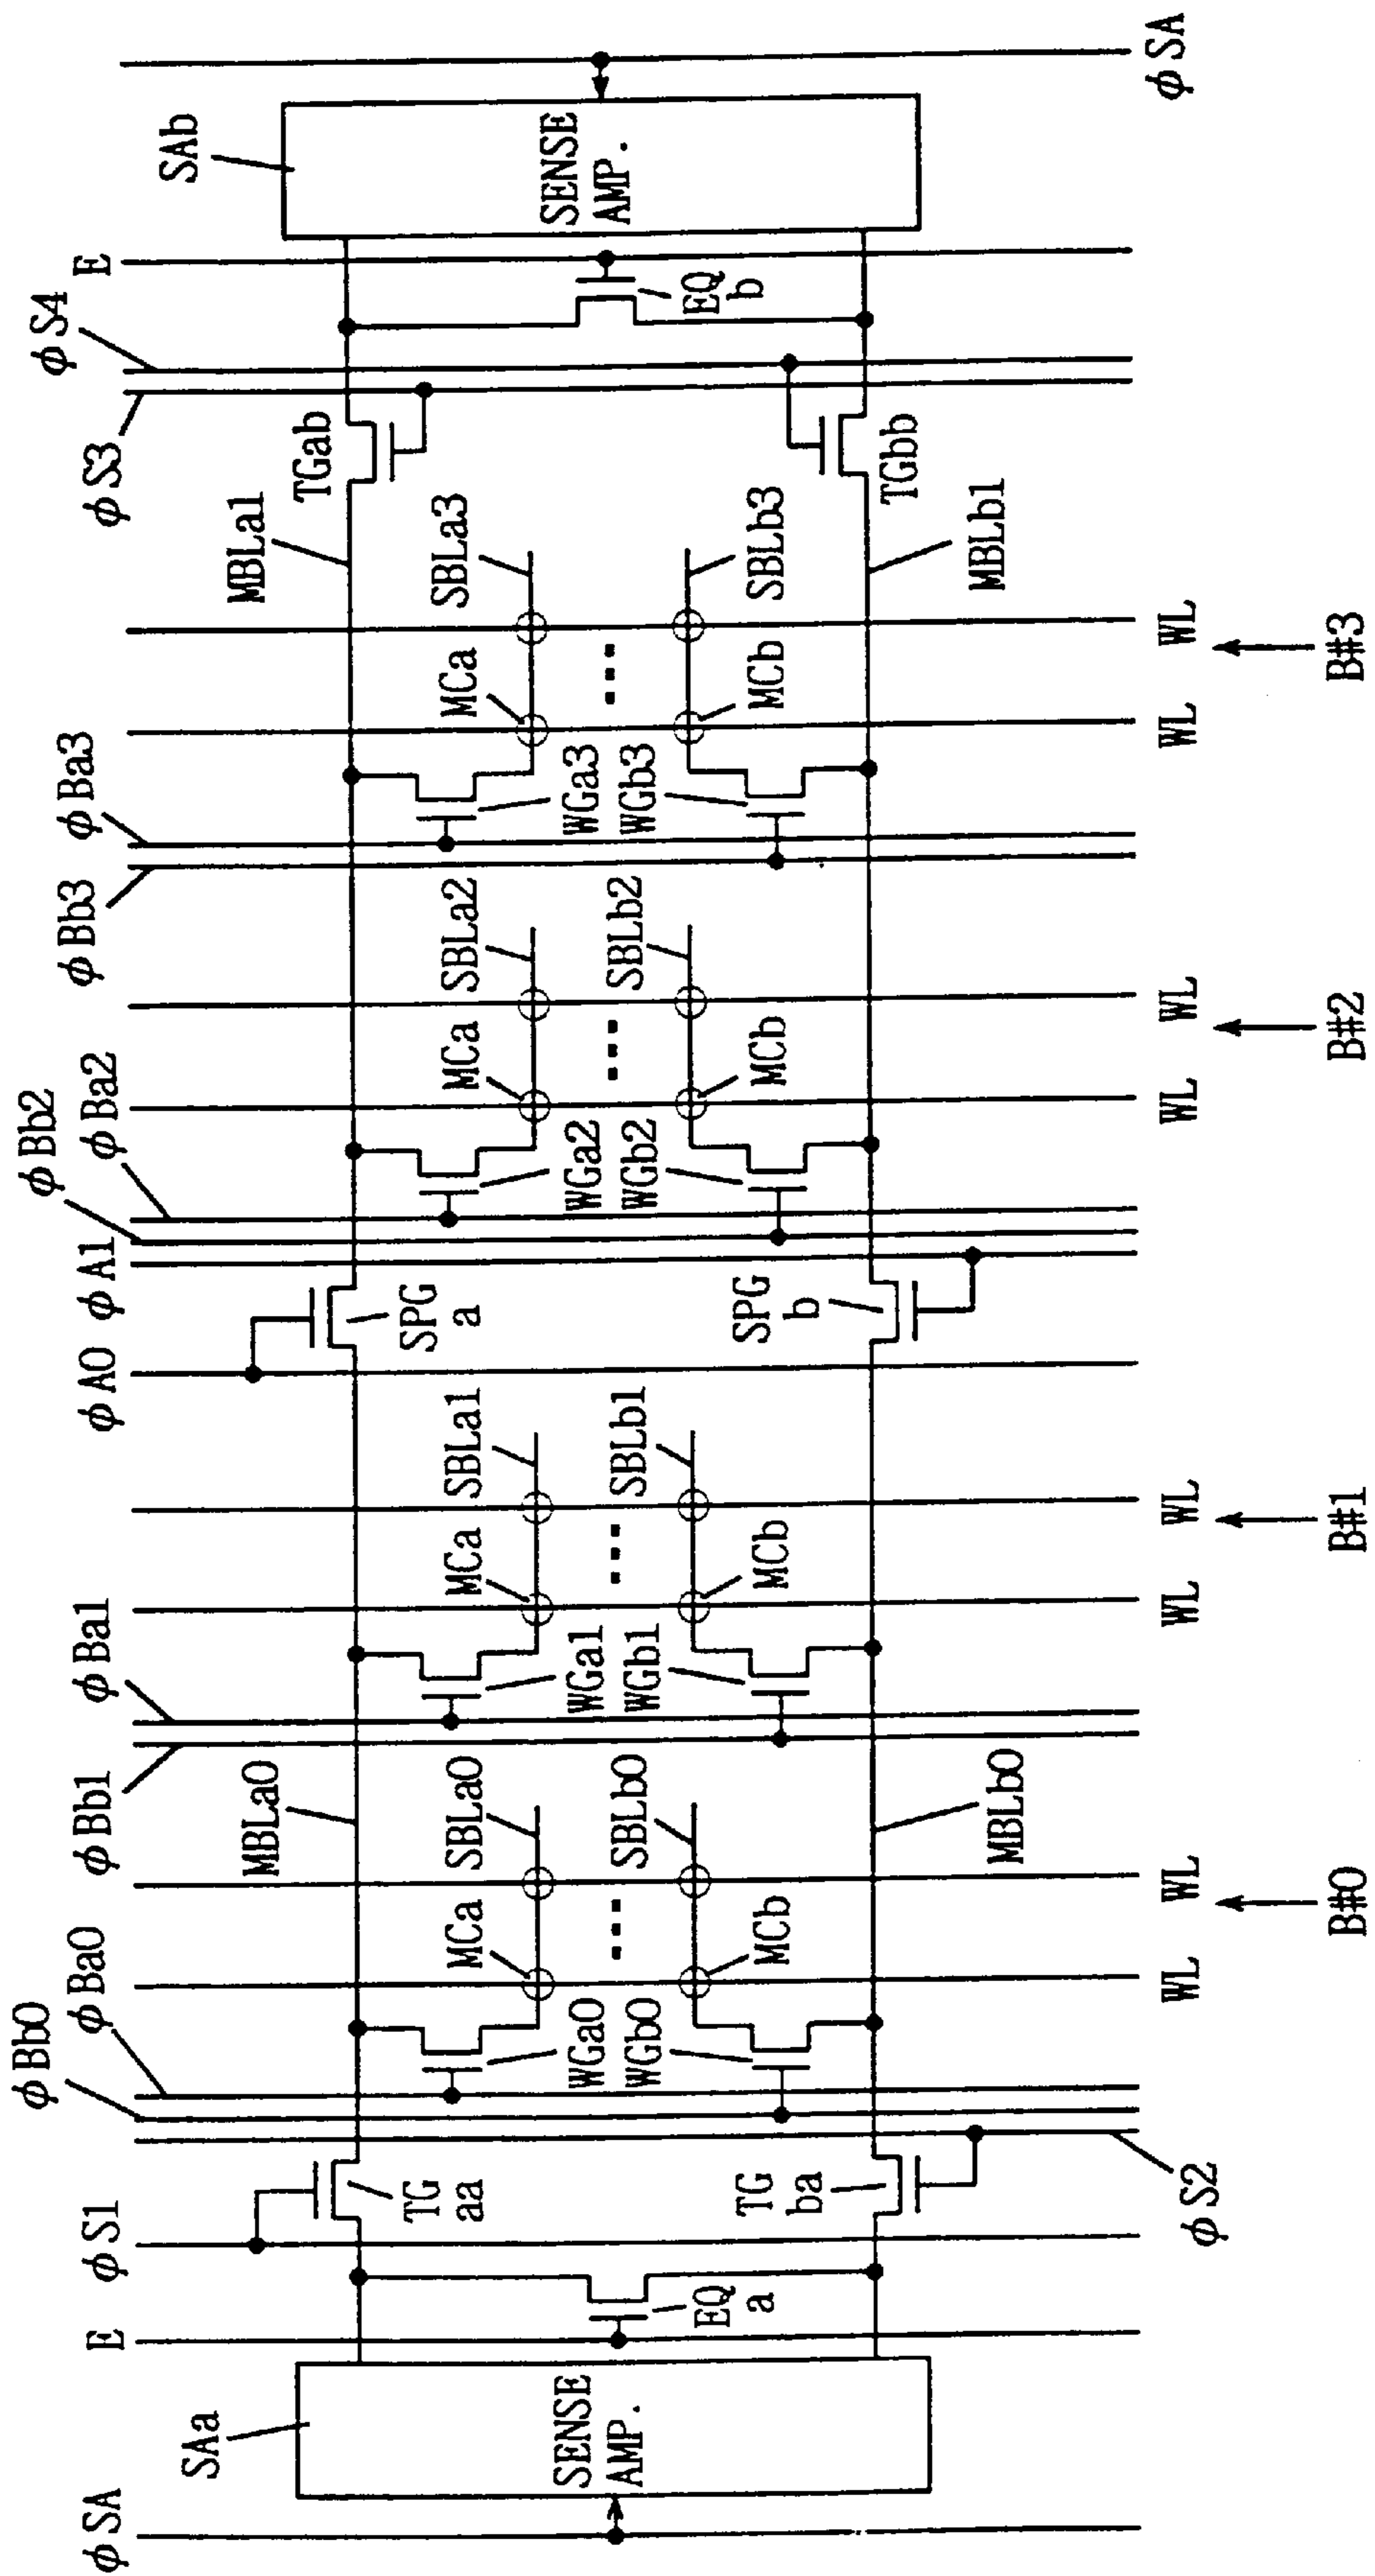 φSA
SAa
SENSE
AMP.
E
EQ
a
φS1
TG
aa
TG
ba
φS2
φBb0
φBa0
WGa0
WGb0
MCa
MCb
SBLa0
SBLb0
MBLa0
MBLb0
WL
WL
B#0
φBb1
φBa1
WGa1
WGb1
MCa
MCb
SBLa1
SBLb1
WL
WL
B#1
φA0
φA1
SPG
a
SPG
b
φBb2
φBa2
WGa2
WGb2
MCa
MCb
SBLa2
SBLb2
WL
WL
B#2
φBb3
φBa3
WGa3
WGb3
MCa
MCb
SBLa3
SBLb3
MBLa1
MBLb1
WL
WL
B#3
φS3
φS4
TGab
TGbb
E
EQ
b
SAb
SENSE
AMP.
φSA